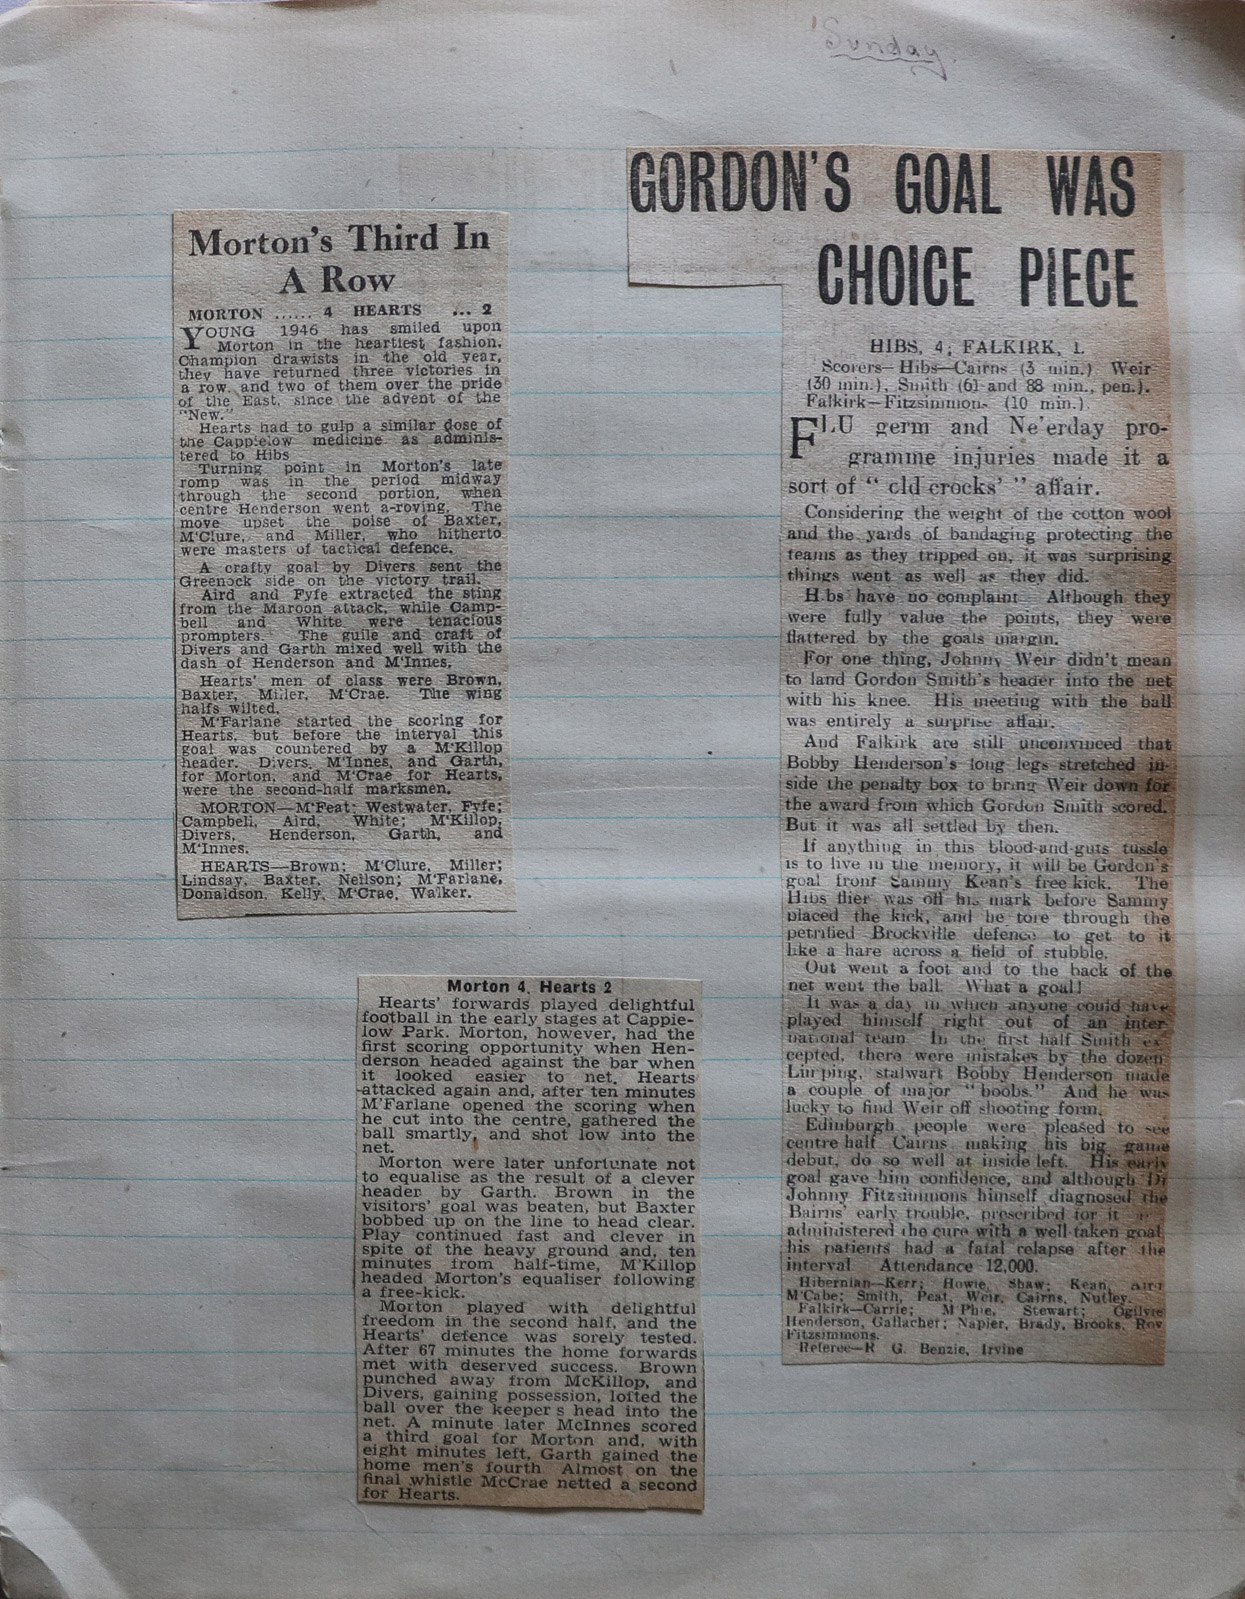 Sunday.
Morton's Third In
A Row
MORTON ...... 4 HEARTS ... 2
YOUNG 1946 has smiled upon
Morton in the heartiest fashion.
Champion drawists in the old year,
they have returned three victories in
a row, and two of them over the pride
of the East, since the advent of the
"New."
Hearts had to gulp a similar dose of
the Cappielow medicine as adminis-
tered to Hibs
Turning point in Morton's late
romp was in the period midway
through the second portion, when
centre Henderson went a-roving. The
move upset the poise of Baxter,
M'Clure, and Miller, who hitherto
were masters of tactical defence.
A crafty goal by Divers sent the
Greenock side on the victory trail.
Aird and Fyfe extracted the sting
from the Maroon attack, while Camp-
bell and White were tenacious
prompters. The guile and craft of
Divers and Garth mixed well with the
dash of Henderson and M'Innes.
Hearts' men of class were Brown,
Baxter, Miller, M'Crae. The wing
halfs wilted.
M'Farlane started the scoring for
Hearts, but before the interval this
goal was countered by a M'Killop
header. Divers, M'Innes, and Garth,
for Morton, and M'Crae for Hearts,
were the second-half marksmen.
MORTON—M'Feat; Westwater, Fyfe;
Campbell, Aird, White; M'Killop,
Divers, Henderson, Garth, and
M'Innes.
HEARTS—Brown; M'Clure, Miller;
Lindsay, Baxter, Neilson; M'Farlane,
Donaldson, Kelly, M'Crae, Walker.
Morton 4, Hearts 2
Hearts' forwards played delightful
football in the early stages at Cappie-
low Park. Morton, however, had the
first scoring opportunity when Hen-
derson headed against the bar when
it looked easier to net. Hearts
attacked again and, after ten minutes
M'Farlane opened the scoring when
he cut into the centre, gathered the
ball smartly, and shot low into the
net.
Morton were later unfortunate not
to equalise as the result of a clever
header by Garth. Brown in the
visitors' goal was beaten, but Baxter
bobbed up on the line to head clear.
Play continued fast and clever in
spite of the heavy ground and, ten
minutes from half-time, M'Killop
headed Morton's equaliser following
a free-kick.
Morton played with delightful
freedom in the second half, and the
Hearts' defence was sorely tested.
After 67 minutes the home forwards
met with deserved success. Brown
punched away from McKillop, and
Divers, gaining possession, lofted the
ball over the keeper s head into the
net. A minute later McInnes scored
a third goal for Morton and, with
eight minutes left, Garth gained the
home men's fourth. Almost on the
final whistle McCrae netted a second
for Hearts.
GORDON'S GOAL WAS
CHOICE PIECE
HIBS, 4; FALKIRK, 1.
Scorers—Hibs—Cairns (3 min.) Weir
(30 min.), Smith (61 and 88 min., pen.).
Falkirk—Fitzsimmons (10 min.).
FLU germ and Ne'erday pro-
gramme injuries made it a
sort of " old crocks' " affair.
Considering the weight of the cotton wool
and the yards of bandaging protecting the
teams as they tripped on, it was surprising
things went as well as they did.
Hibs have no complaint Although they
were fully value the points, they were
flattered by the goals margin.
For one thing, Johnny Weir didn't mean
to land Gordon Smith's header into the net
with his knee. His meeting with the ball
was entirely a surprise affair.
And Falkirk are still unconvinced that
Bobby Henderson's long legs stretched in-
side the penalty box to bring Weir down for
the award from which Gordon Smith scored.
But it was all settled by then.
If anything in this blood-and-guts tussle
is to live in the memory, it will be Gordon's
goal from Sammy Kean's free kick. The
Hibs flier was off his mark before Sammy
placed the kick, and he tore through the
petrified Brockville defence to get to it
like a hare across a field of stubble.
Out went a foot and to the back of the
net went the ball. What a goal!
It was a day in which anyone could have
played himself right out of an inter-
national team. In the first half Smith ex-
cepted, there were mistakes by the dozen
Limping, stalwart Bobby Henderson made
a couple of major "boobs." And he was
lucky to find Weir off shooting form.
Edinburgh people were pleased to see
centre half Cairns making his big game
debut, do so well at inside left. His early
goal gave him confidence, and although Dr
Johnny Fitzsimmons himself diagnosed the
Bairns' early trouble, prescribed for it
administered the cure with a well taken goal,
his patients had a fatal relapse after the
interval Attendance 12,000.
Hibernian—Kerr; Howie, Shaw; Kean,
M'Cabe; Smith, Peat, Weir, Cairns, Nutley.
Falkirk—Carrie; M'Phie, Stewart; Ogilvie
Henderson, Gallacher; Napier, Brady, Brooks,
Fitzsimmons.
Referee—R G. Benzie, Irvine